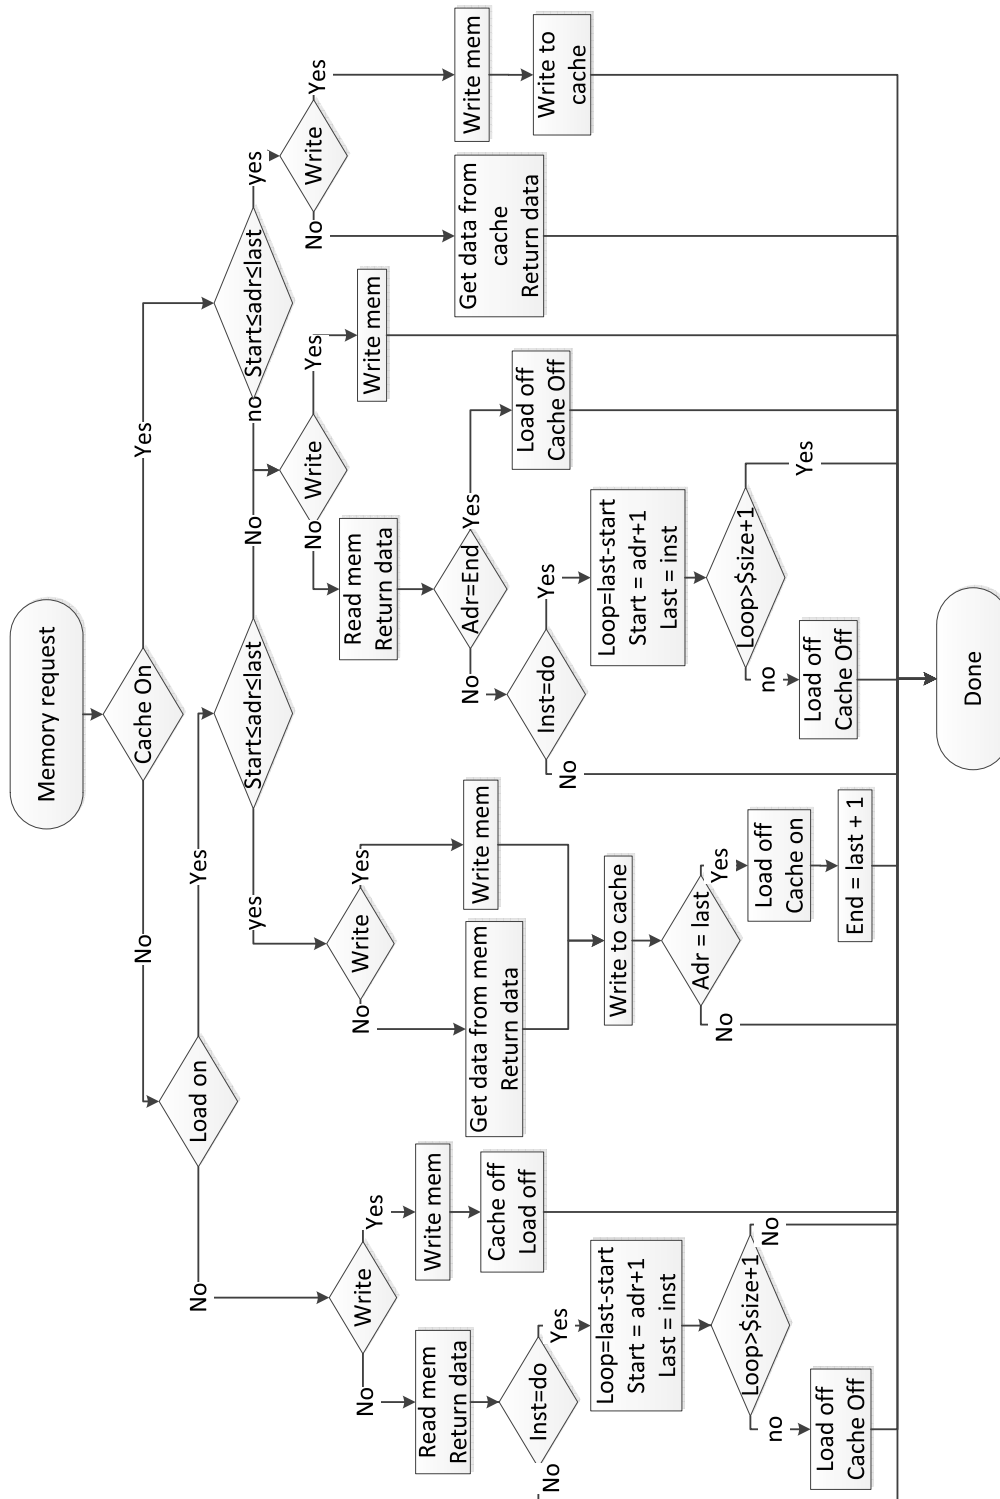 Memory request
Cache On
No
Yes
Load on
Yes
No
Start≤adr≤last
yes
No
Start≤adr≤last
no
yes
Write
No
Yes
Read mem
Return data
Write mem
Cache off
Load off
Inst=do
No
Yes
Loop=last-start
Start = adr+1
Last = inst
Loop>$size+1
no
No
Load off
Cache Off
Write
No
Yes
Get data from mem
Return data
Write mem
Write to cache
Adr = last
No
Yes
Load off
Cache on
End = last + 1
Write
No
Yes
Read mem
Return data
Write mem
Adr=End
No
Yes
Load off
Cache Off
Inst=do
No
Yes
Loop=last-start
Start = adr+1
Last = inst
Loop>$size+1
no
Yes
Load off
Cache Off
Write
No
Yes
Get data from
cache
Return data
Write mem
Write to
cache
Done